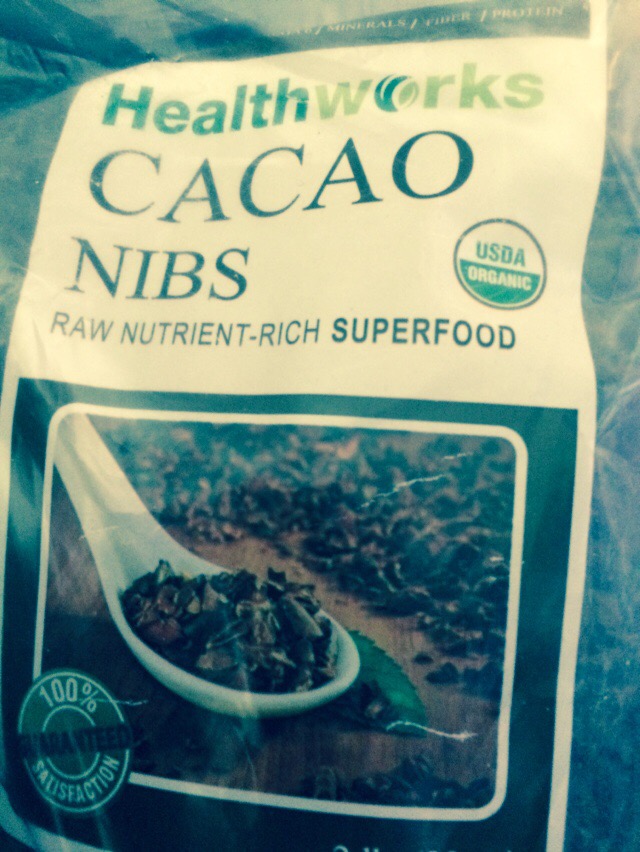 / MINERALS / FIBER / PROTEIN
Healthworks
CACAO
NIBS
USDA
ORGANIC
RAW NUTRIENT-RICH SUPERFOOD
100%
GUARANTEED
SATISFACTION